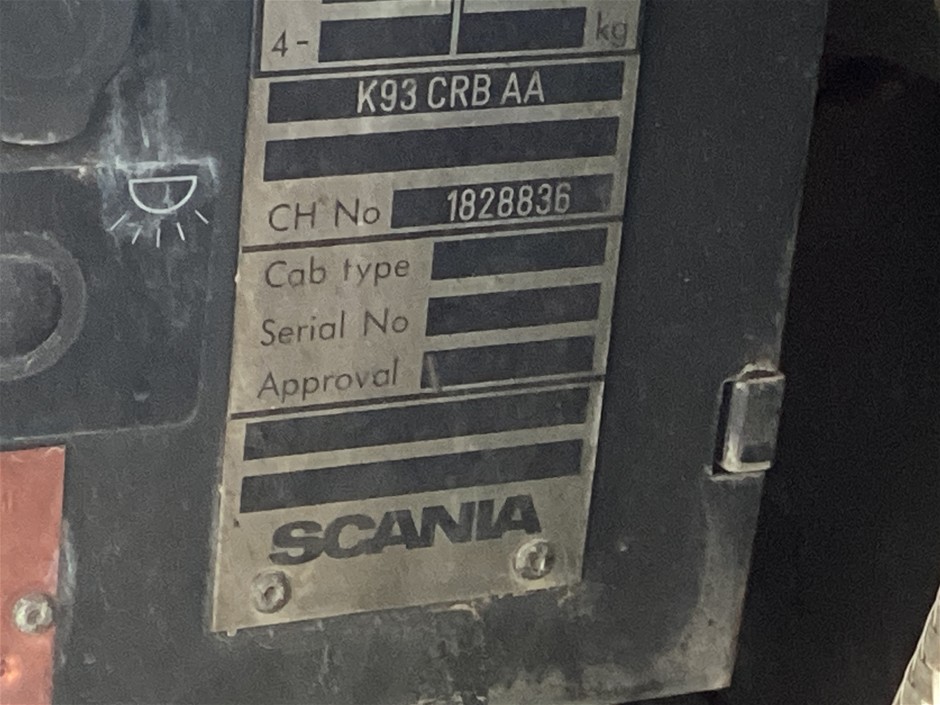 4- kg
K93 CRB AA
CH No 1828836
Cab type
Serial No
Approval
SCANIA